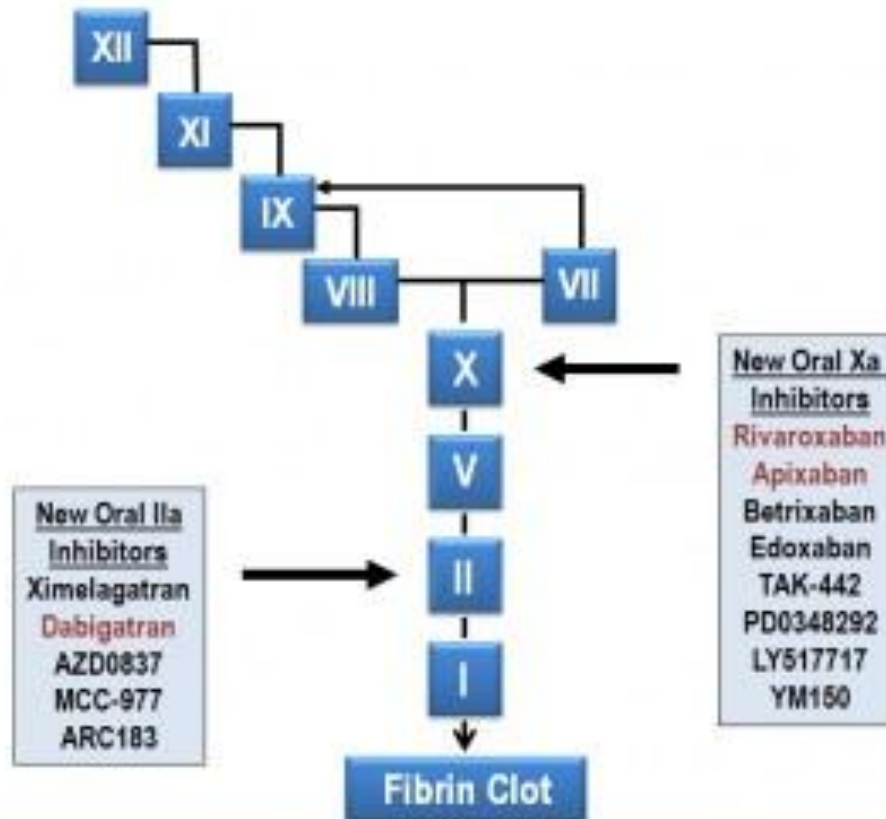 XII
XI
IX
VIII
VII
X
V
II
I
Fibrin Clot
New Oral IIa
Inhibitors
Ximelagatran
Dabigatran
AZD0837
MCC-977
ARC183
New Oral Xa
Inhibitors
Rivaroxaban
Apixaban
Betrixaban
Edoxaban
TAK-442
PD0348292
LY517717
YM150